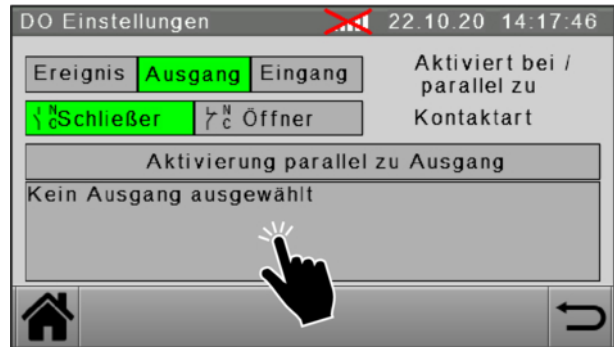 DO Einstellungen 22.10.20 14:17:46
Ereignis Ausgang Eingang Aktiviert bei / parallel zu
N C Schließer N C Öffner Kontaktart
Aktivierung parallel zu Ausgang
Kein Ausgang ausgewählt